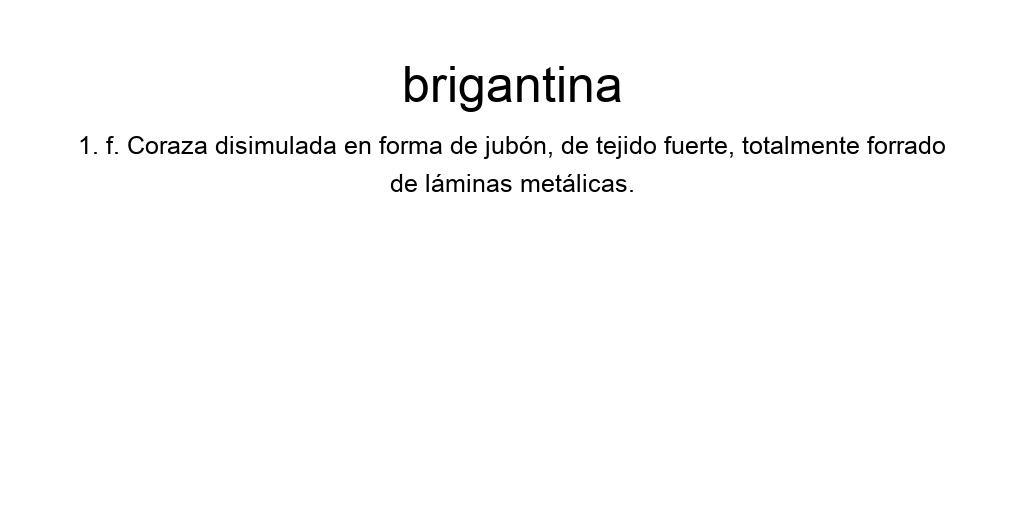 brigantina
1. f. Coraza disimulada en forma de jubón, de tejido fuerte, totalmente forrado
de láminas metálicas.